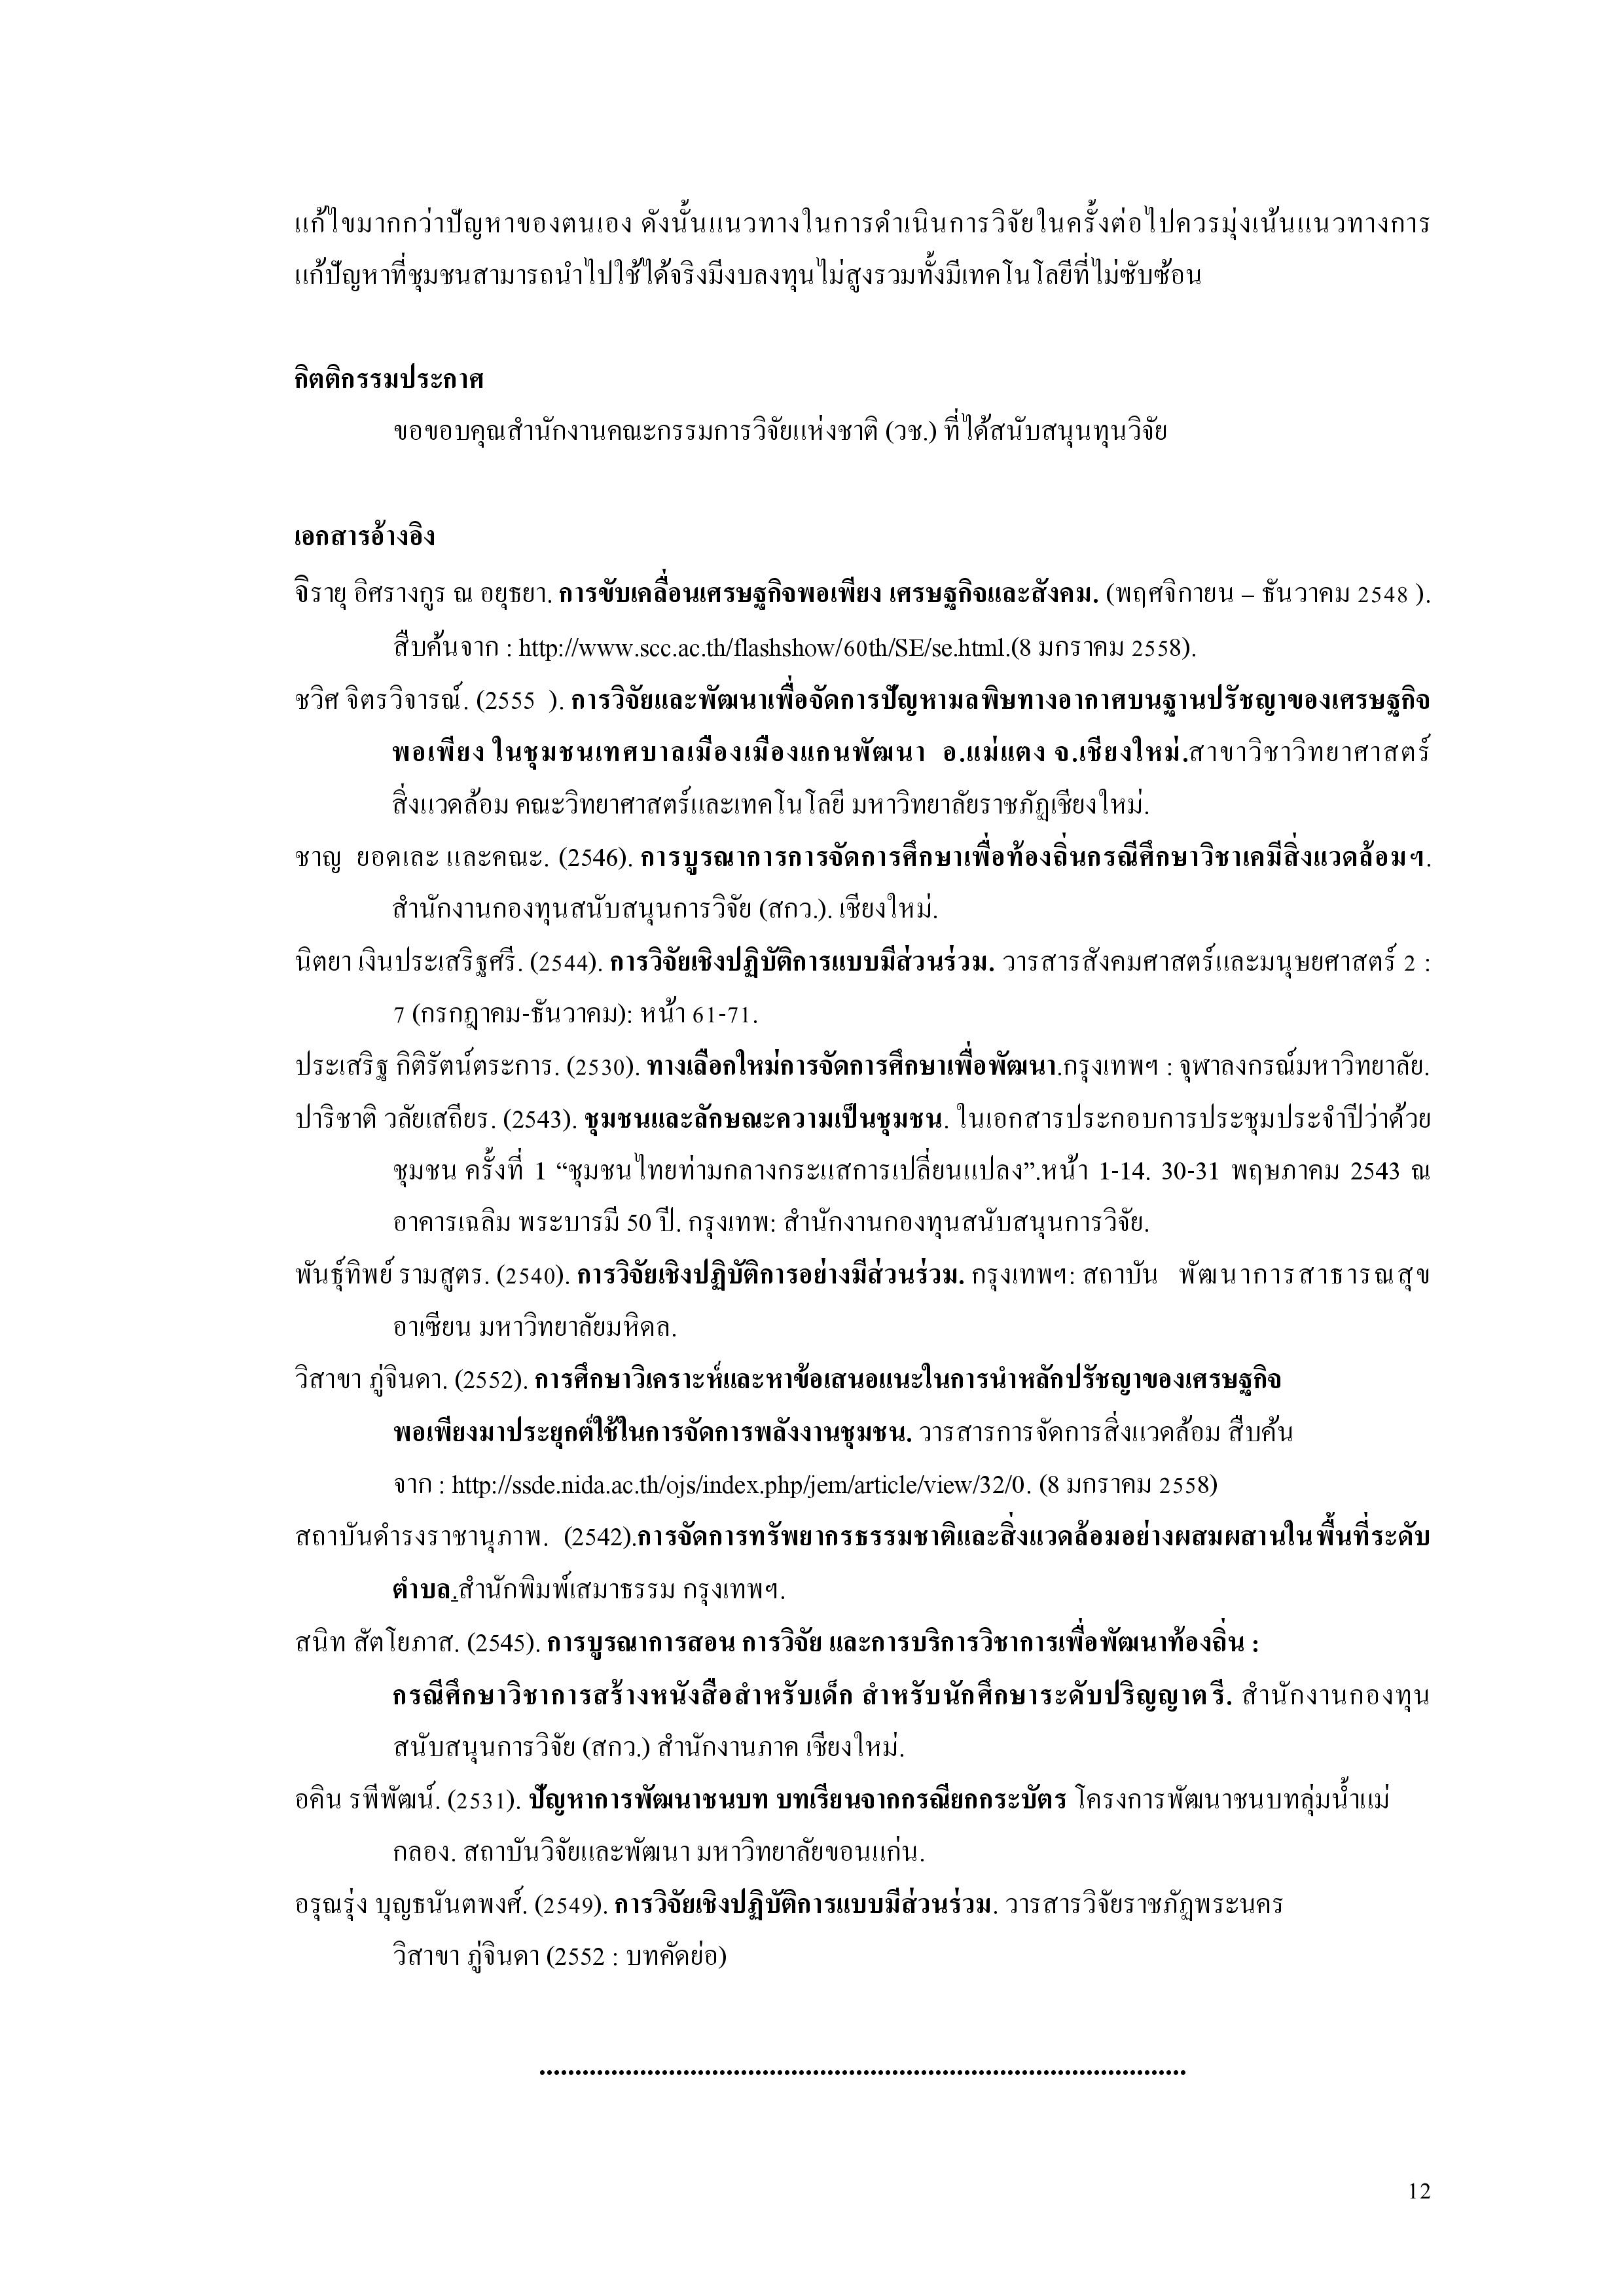 แก้ไขมากกว่าปัญหาของตนเอง ดังนั้นแนวทางในการดำเนินการวิจัยในครั้งต่อไปควรมุ่งเน้นแนวทางการ
แก้ปัญหาที่ชุมชนสามารถนำไปใช้ได้จริงมีงบลงทุนไม่สูงรวมทั้งมีเทคโนโลยีที่ไม่ซับซ้อน
กิตติกรรมประกาศ
ขอขอบคุณสำนักงานคณะกรรมการวิจัยแห่งชาติ (วช.) ที่ได้สนับสนุนทุนวิจัย
เอกสารอ้างอิง
จิรายุ อิศรางกูร ณ อยุธยา. การขับเคลื่อนเศรษฐกิจพอเพียง เศรษฐกิจและสังคม. (พฤศจิกายน – ธันวาคม 2548 ).
สืบค้นจาก : http://www.scc.ac.th/flashshow/60th/SE/se.html.(8 มกราคม 2558).
ชวิศ จิตรวิจารณ์. (2555 ). การวิจัยและพัฒนาเพื่อจัดการปัญหามลพิษทางอากาศบนฐานปรัชญาของเศรษฐกิจ
พอเพียง ในชุมชนเทศบาลเมืองเมืองแกนพัฒนา อ.แม่แตง จ.เชียงใหม่.สาขาวิชาวิทยาศาสตร์
สิ่งแวดล้อม คณะวิทยาศาสตร์และเทคโนโลยี มหาวิทยาลัยราชภัฏเชียงใหม่.
ชาญ ยอดเละ และคณะ. (2546). การบูรณาการการจัดการศึกษาเพื่อท้องถิ่นกรณีศึกษาวิชาเคมีสิ่งแวดล้อมฯ.
สำนักงานกองทุนสนับสนุนการวิจัย (สกว.). เชียงใหม่.
นิตยา เงินประเสริฐศรี. (2544). การวิจัยเชิงปฏิบัติการแบบมีส่วนร่วม. วารสารสังคมศาสตร์และมนุษยศาสตร์ 2 :
7 (กรกฎาคม-ธันวาคม): หน้า 61-71.
ประเสริฐ กิติรัตน์ตระการ. (2530). ทางเลือกใหม่การจัดการศึกษาเพื่อพัฒนา.กรุงเทพฯ : จุฬาลงกรณ์มหาวิทยาลัย.
ปาริชาติ วลัยเสถียร. (2543). ชุมชนและลักษณะความเป็นชุมชน. ในเอกสารประกอบการประชุมประจำปีว่าด้วย
ชุมชน ครั้งที่ 1 “ชุมชนไทยท่ามกลางกระแสการเปลี่ยนแปลง”.หน้า 1-14. 30-31 พฤษภาคม 2543 ณ
อาคารเฉลิม พระบารมี 50 ปี. กรุงเทพ: สำนักงานกองทุนสนับสนุนการวิจัย.
พันธุ์ทิพย์ รามสูตร. (2540). การวิจัยเชิงปฏิบัติการอย่างมีส่วนร่วม. กรุงเทพฯ: สถาบัน พัฒนาการสาธารณสุข
อาเซียน มหาวิทยาลัยมหิดล.
วิสาขา ภู่จินดา. (2552). การศึกษาวิเคราะห์และหาข้อเสนอแนะในการนำหลักปรัชญาของเศรษฐกิจ
พอเพียงมาประยุกต์ใช้ในการจัดการพลังงานชุมชน. วารสารการจัดการสิ่งแวดล้อม สืบค้น
จาก : http://ssde.nida.ac.th/ojs/index.php/jem/article/view/32/0. (8 มกราคม 2558)
สถาบันดำรงราชานุภาพ. (2542).การจัดการทรัพยากรธรรมชาติและสิ่งแวดล้อมอย่างผสมผสานใน พื้นที่ระดับ
ตำบล.สำนักพิมพ์เสมาธรรม กรุงเทพฯ.
สนิท สัตโยภาส. (2545). การบูรณาการสอน การวิจัย และการบริการวิชาการเพื่อพัฒนาท้องถิ่น :
กรณีศึกษาวิชาการสร้างหนังสือสำหรับเด็ก สำหรับนักศึกษาระดับปริญญาตรี. สำนักงานกองทุน
สนับสนุนการวิจัย (สกว.) สำนักงานภาค เชียงใหม่.
อคิน รพีพัฒน์. (2531). ปัญหาการพัฒนาชนบท บทเรียนจากกรณียกกระบัตร โครงการพัฒนาชนบทลุ่มน้ำแม่
กลอง. สถาบันวิจัยและพัฒนา มหาวิทยาลัยขอนแก่น.
อรุณรุ่ง บุญธนันตพงศ์. (2549). การวิจัยเชิงปฏิบัติการแบบมีส่วนร่วม. วารสารวิจัยราชภัฏพระนคร
วิสาขา ภู่จินดา (2552 : บทคัดย่อ)
..........................................................................................
12